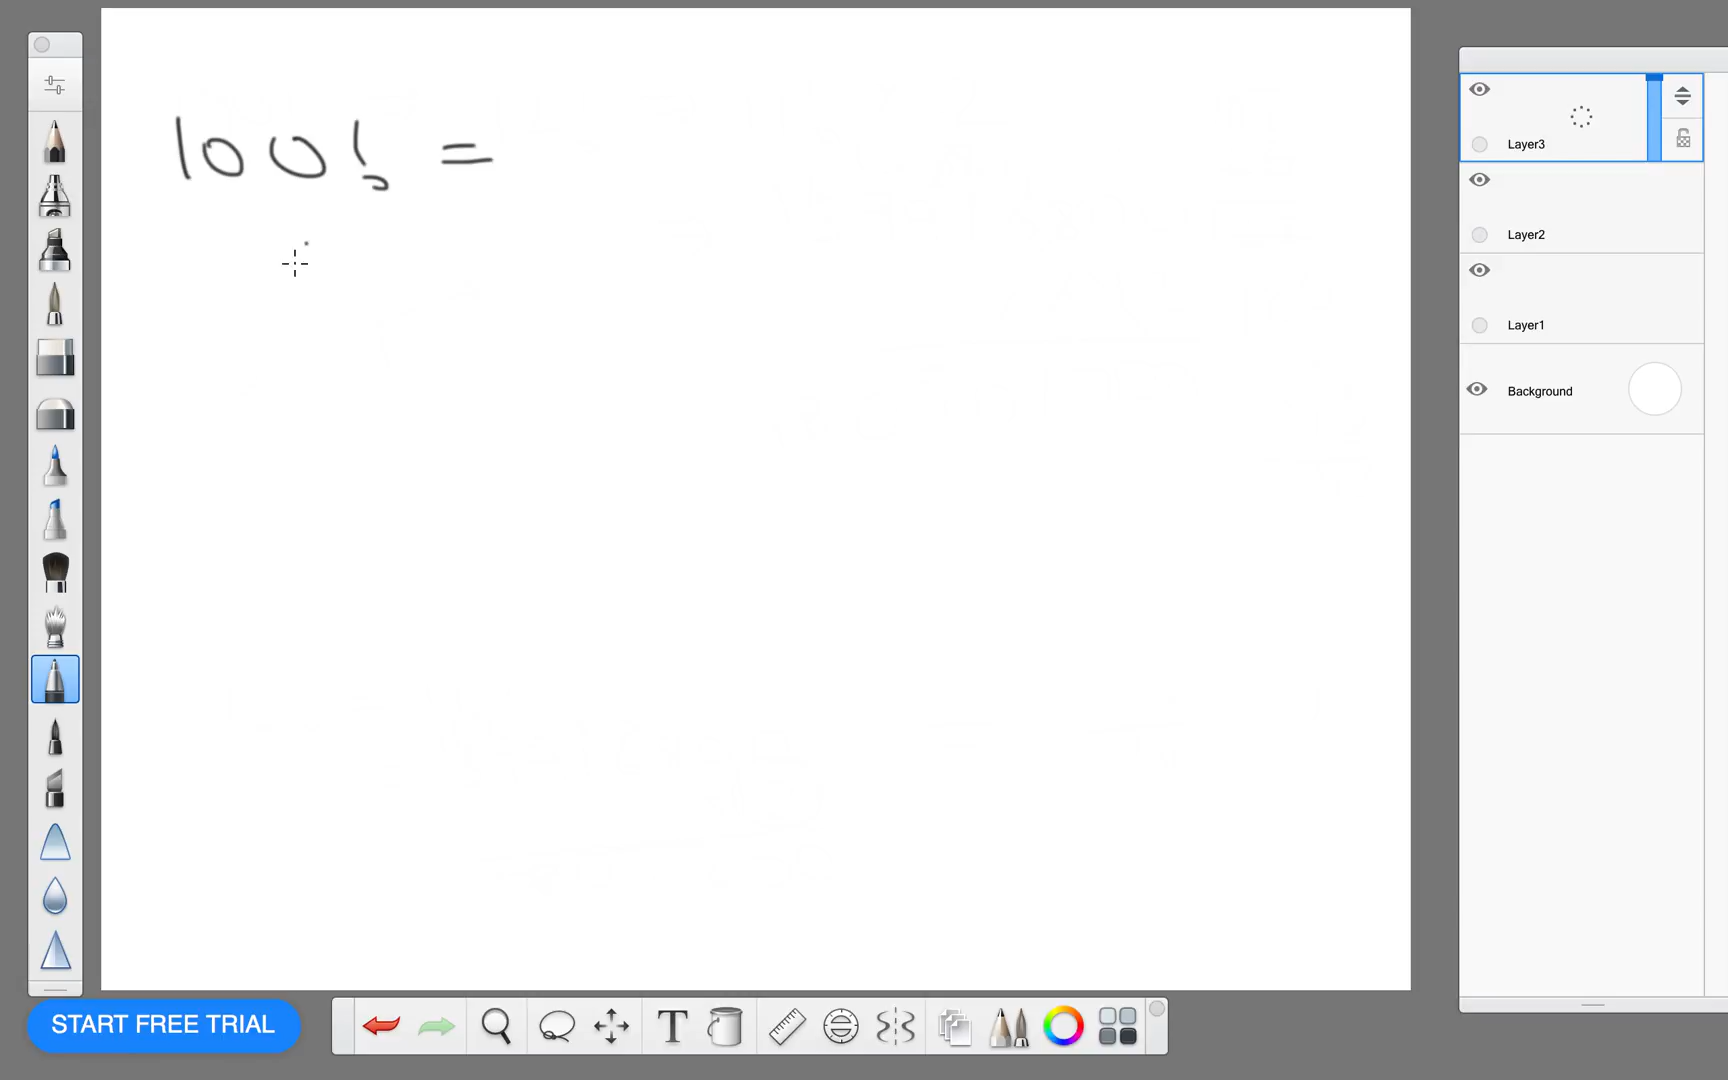 100! =
Layer3
Layer2
Layer1
Background
START FREE TRIAL
T